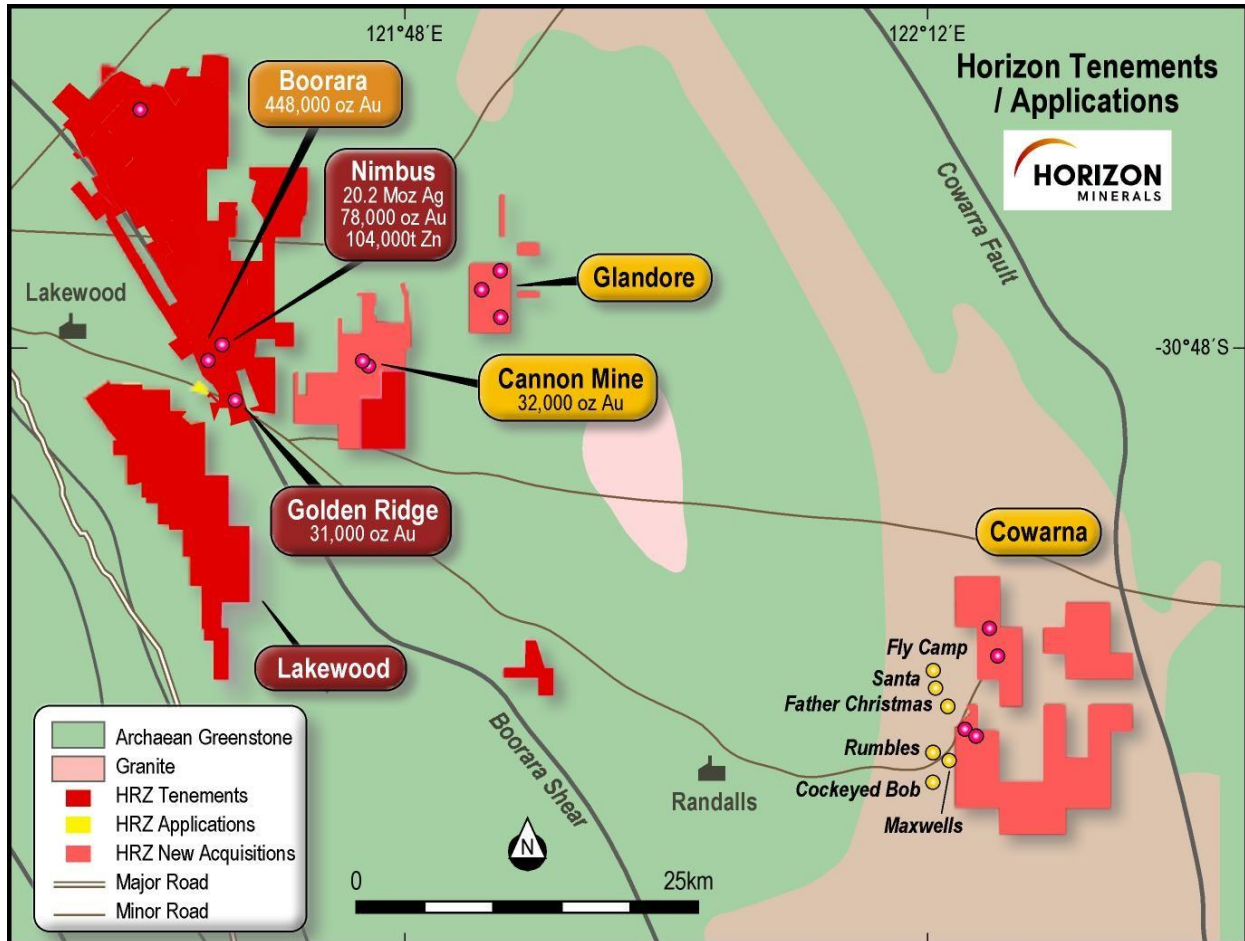 121°48´E
122°12´E
Horizon Tenements
/ Applications
HORIZON
MINERALS
Boorara
448,000 oz Au
Nimbus
20.2 Moz Ag
78,000 oz Au
104,000t Zn
Cowarra Fault
Glandore
Lakewood
-30°48´S
Cannon Mine
32,000 oz Au
Golden Ridge
31,000 oz Au
Cowarna
Lakewood
Fly Camp
Santa
Father Christmas
Rumbles
Cockeyed Bob
Maxwells
Boorara Shear
Randalls
Archaean Greenstone
Granite
HRZ Tenements
HRZ Applications
HRZ New Acquisitions
Major Road
Minor Road
N
0
25km